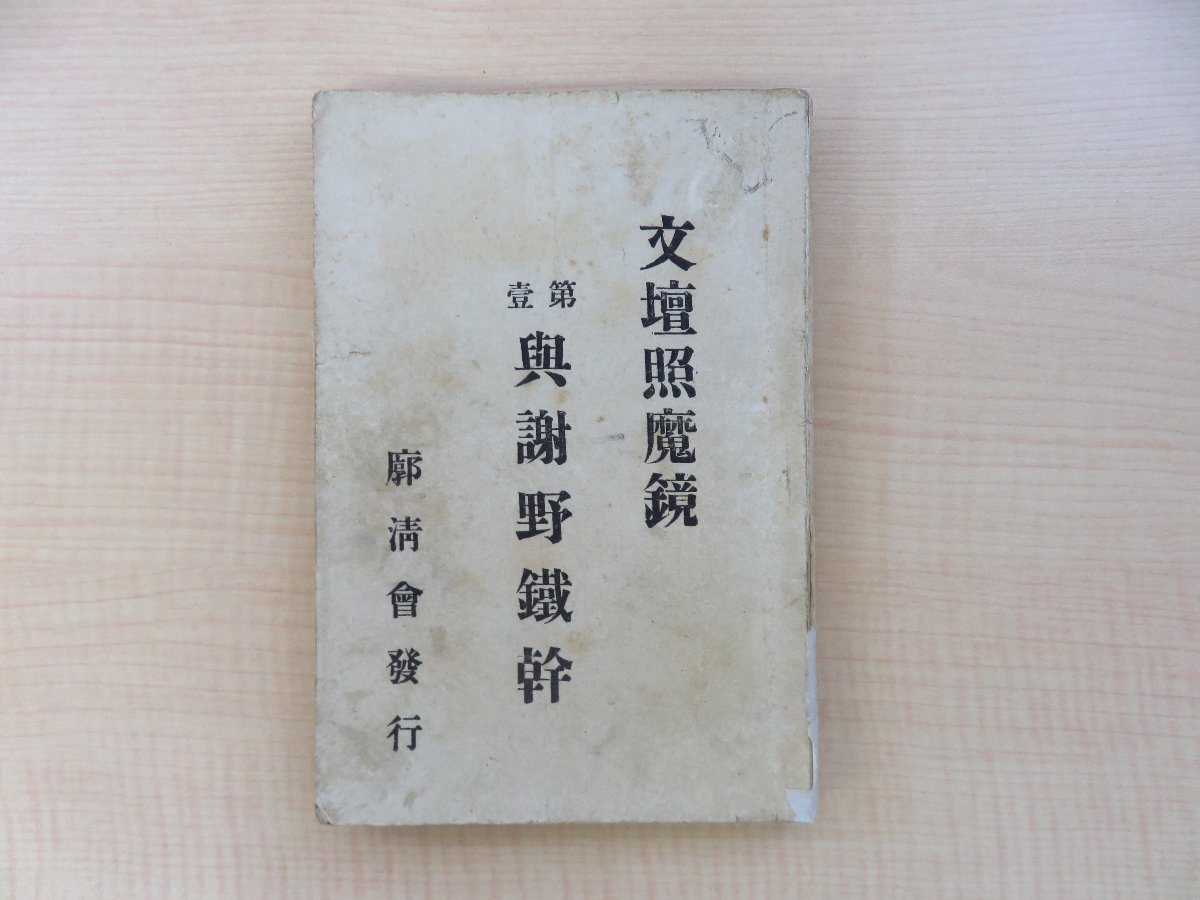 文壇照魔鏡
第壹
與謝野鐵幹
廓清會發行